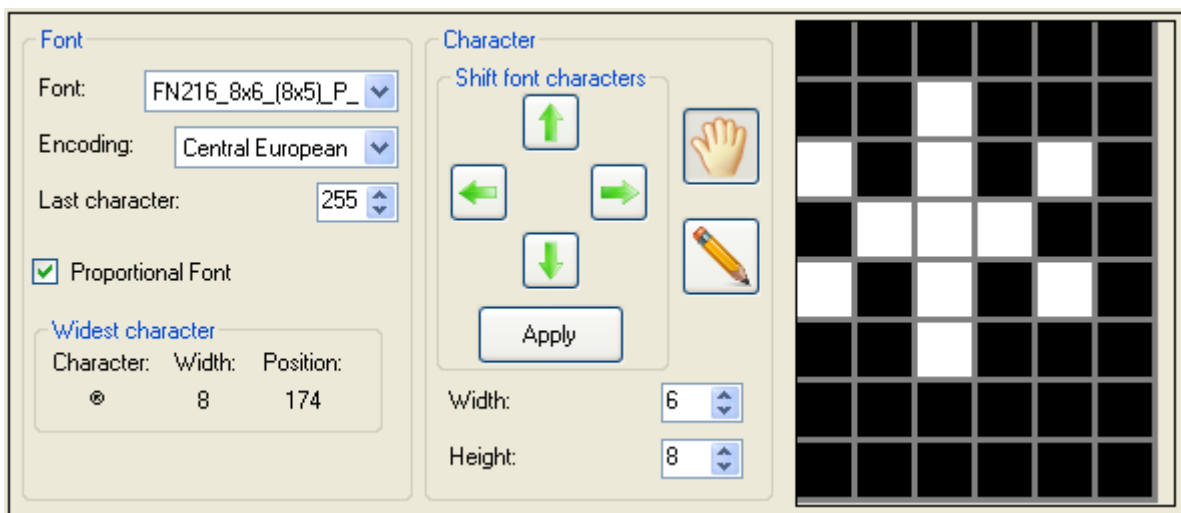 Font
Font:
FN216_8x6_(8x5)_P_
Encoding:
Central European
Last character:
255
Proportional Font
Widest character
Character: Width: Position:
® 8 174
Character
Shift font characters
Apply
Width:
6
Height:
8